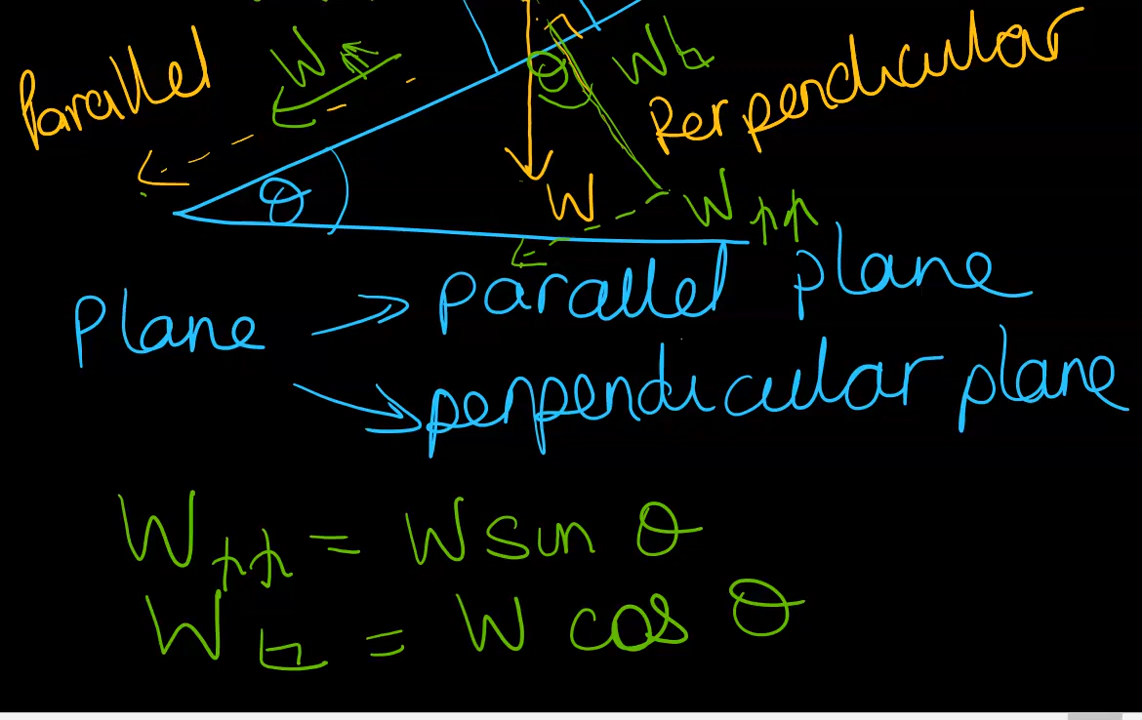 Parallel
W⇈
W⊾
Perpendicular
θ
θ
W
W⇈
Plane → parallel plane
→ perpendicular plane
W⇈ = W sin θ
W⊾ = W cos θ